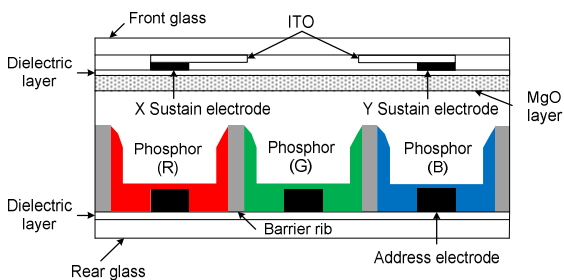 Front glass
ITO
Dielectric
layer
X Sustain electrode
Y Sustain electrode
MgO
layer
Phosphor
(R)
Phosphor
(G)
Phosphor
(B)
Dielectric
layer
Barrier rib
Address electrode
Rear glass